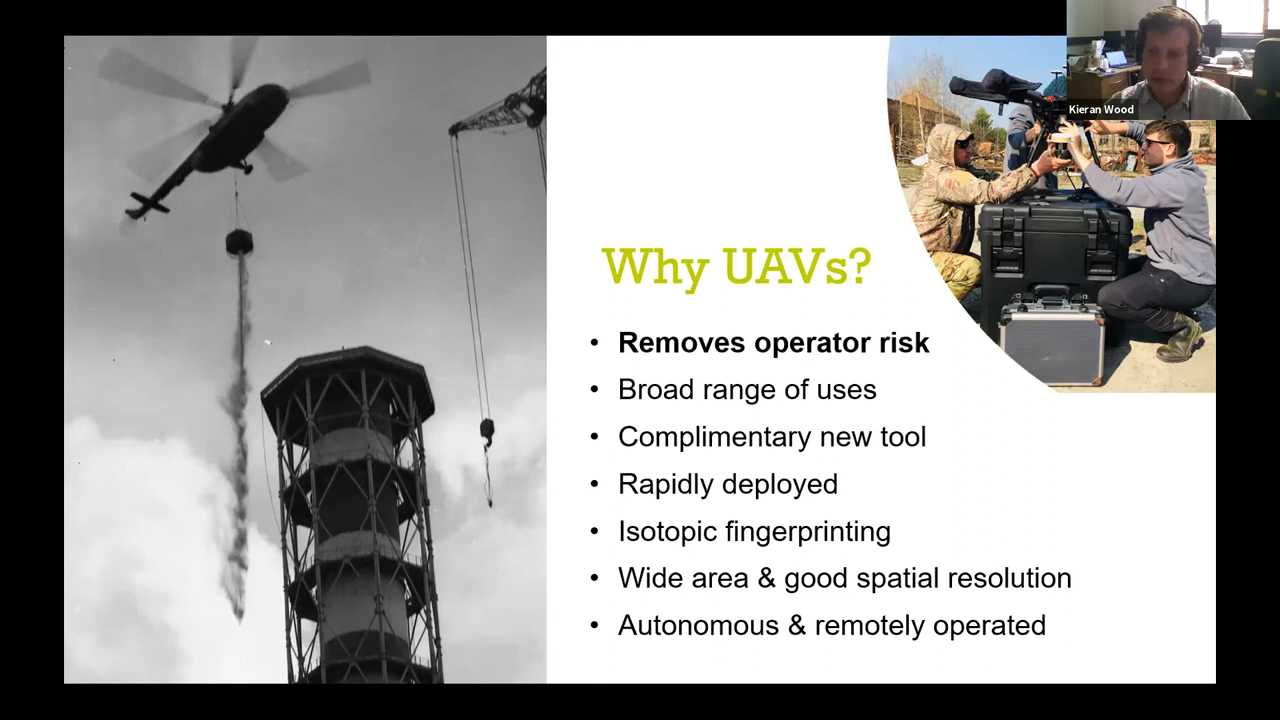 Kieran Wood
Why UAVs?
• Removes operator risk
• Broad range of uses
• Complimentary new tool
• Rapidly deployed
• Isotopic fingerprinting
• Wide area & good spatial resolution
• Autonomous & remotely operated